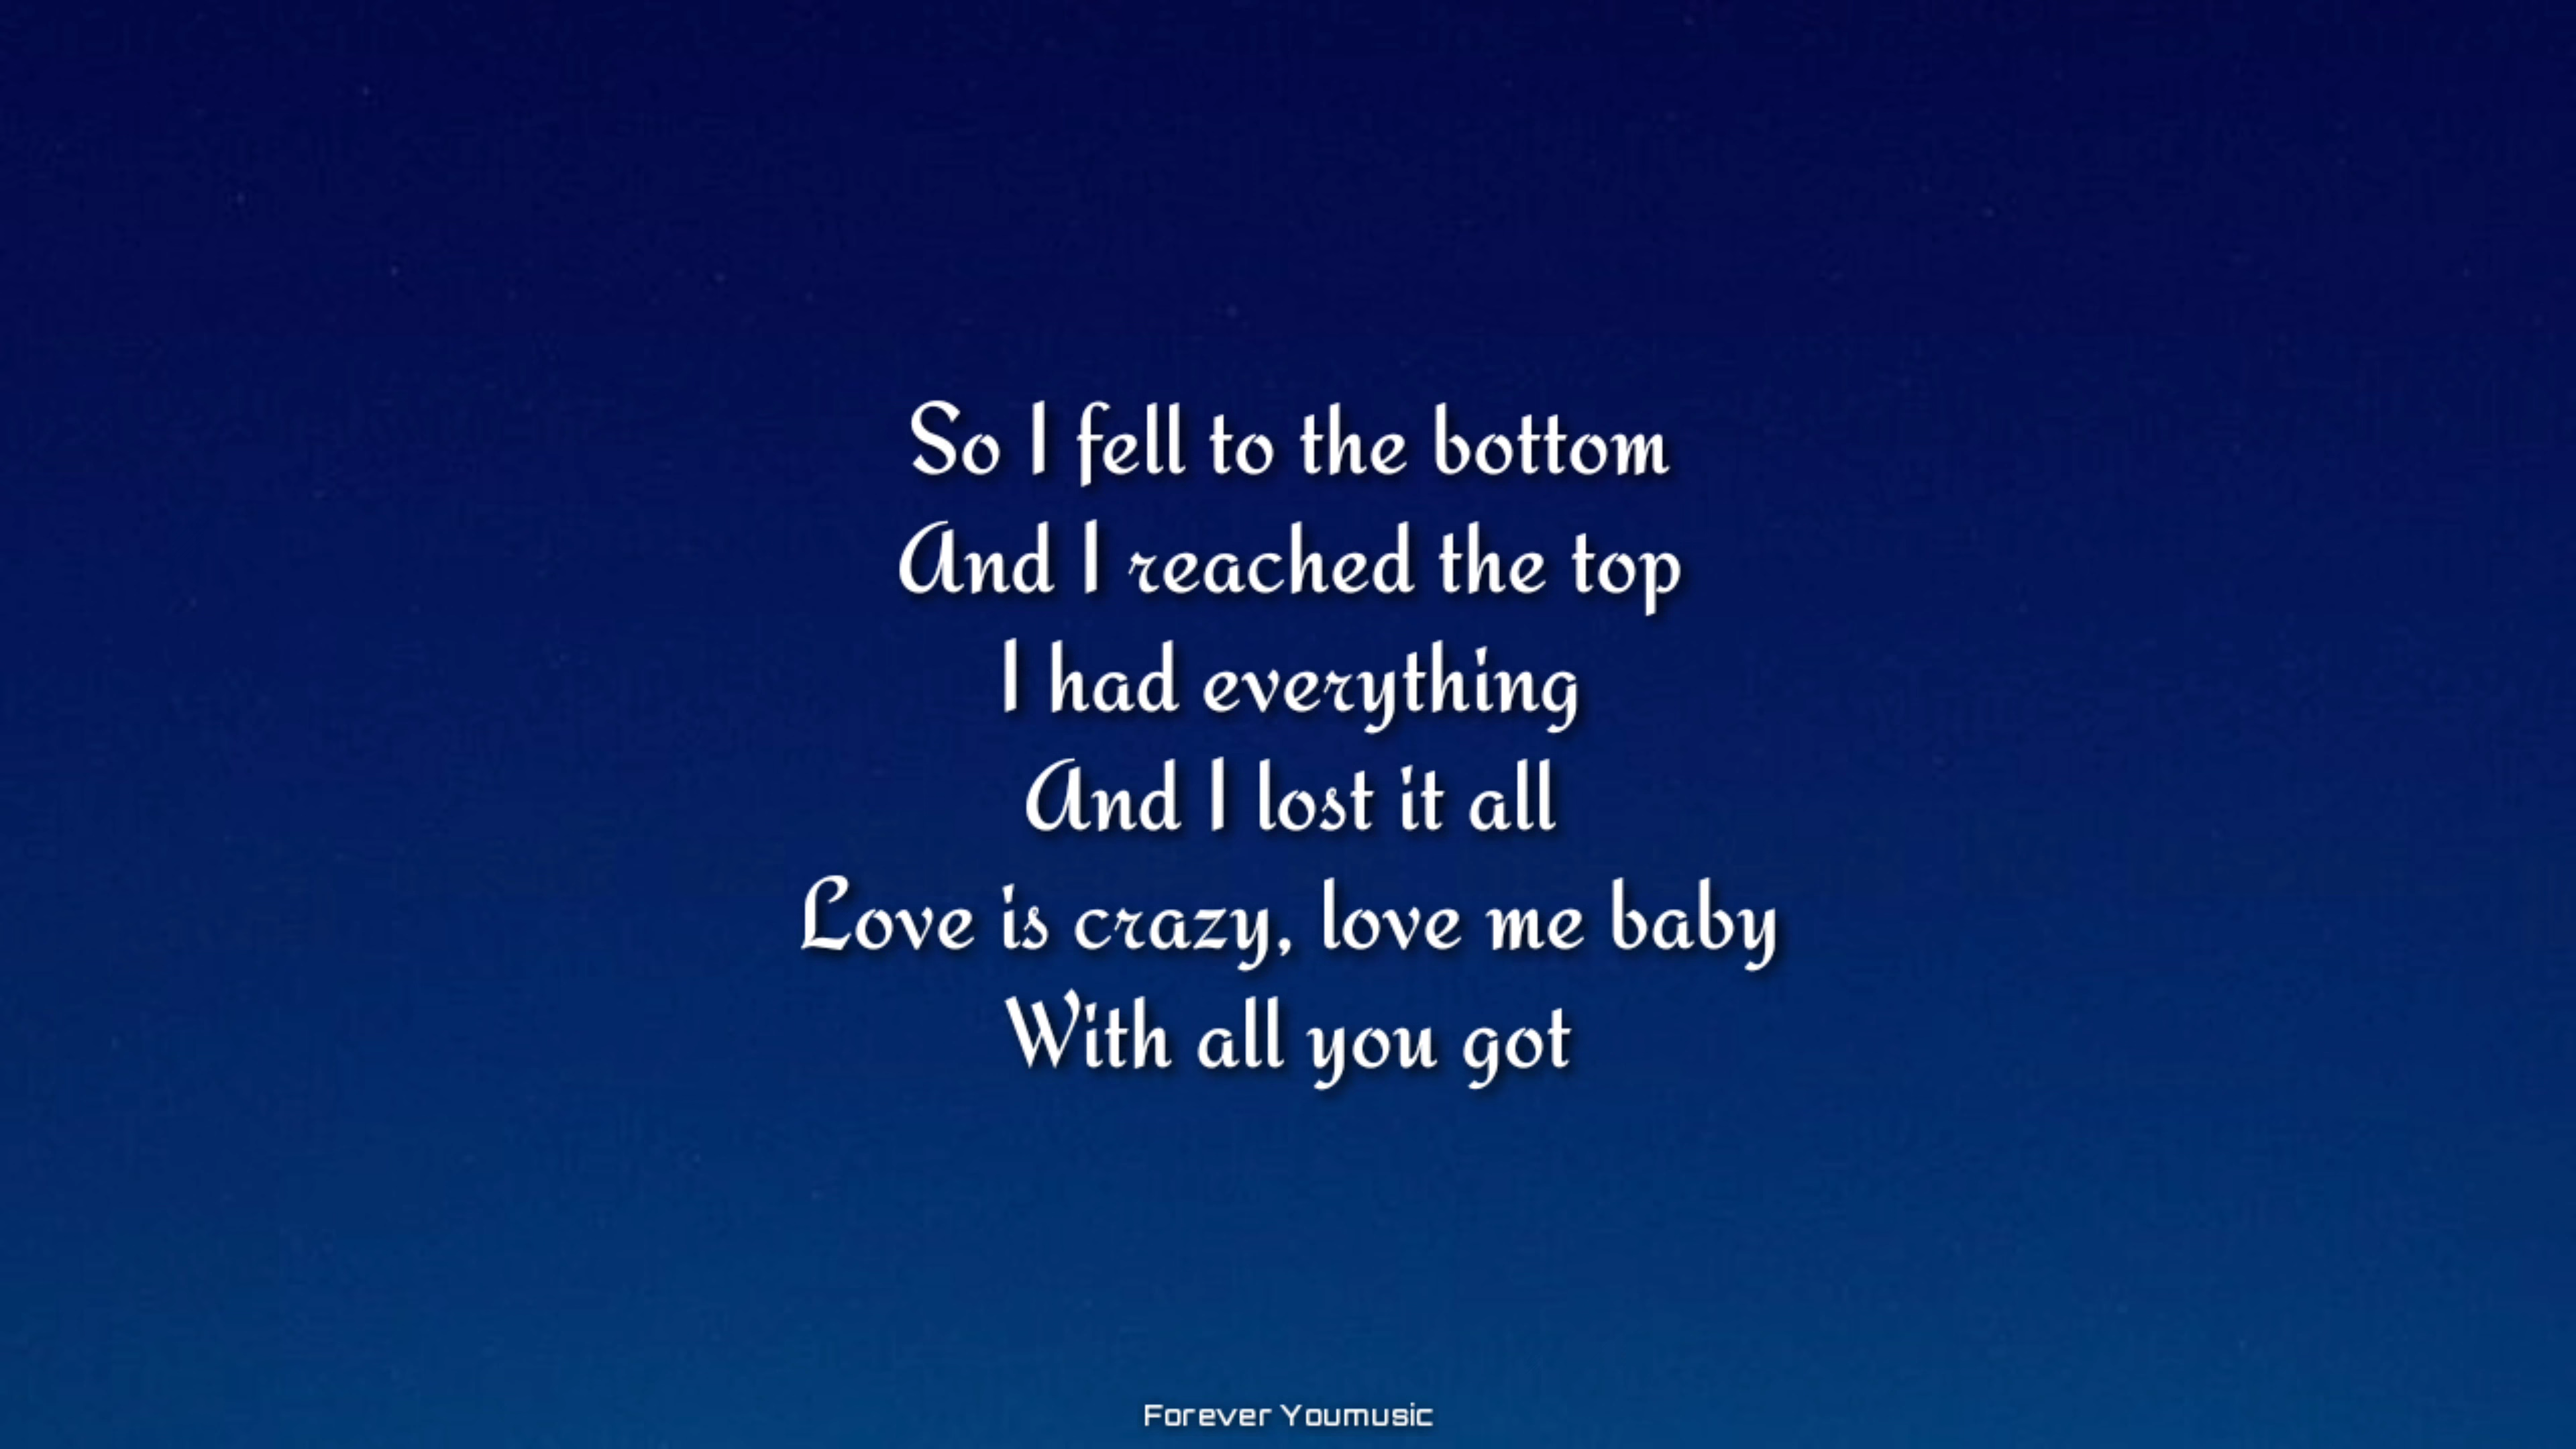 So I fell to the bottom
And I reached the top
I had everything
And I lost it all
Love is crazy, love me baby
With all you got
Forever Youmusic